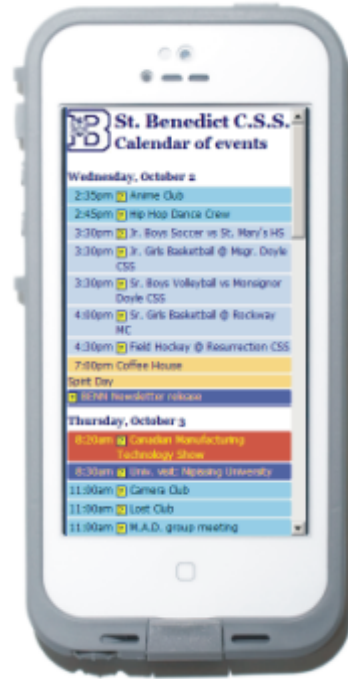 St. Benedict C.S.S.
Calendar of events
Wednesday, October 2
2:35pm Anime Club
2:45pm Hip Hop Dance Crew
3:30pm Jr. Boys Soccer vs St. Mary's HS
3:30pm Jr. Girls Basketball @ Msgr. Doyle
CSS
3:30pm Sr. Boys Volleyball vs Monsignor
Doyle CSS
4:00pm Sr. Girls Basketball @ Rockway
MC
4:30pm Field Hockey @ Resurrection CSS
7:00pm Coffee House
Spirit Day
BENN Newsletter release
Thursday, October 3
8:20am Canadian Manufacturing
Technology Show
8:30am Univ. visit: Nipissing University
11:00am Camera Club
11:00am Lost Club
11:00am M.A.D. group meeting